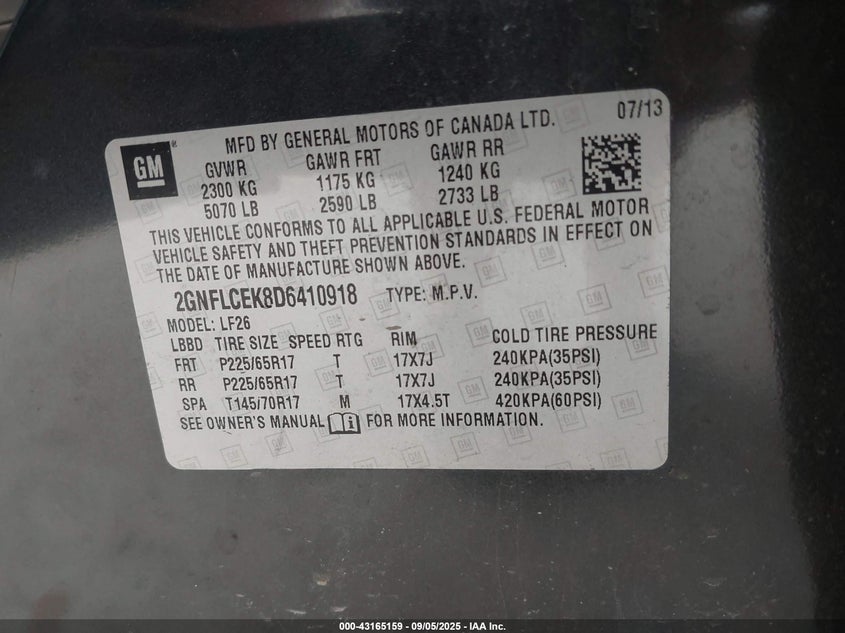 07/13
GM ® MFD BY GENERAL MOTORS OF CANADA LTD.
GVWR GAWR FRT GAWR RR
2300 KG 1175 KG 1240 KG
5070 LB 2590 LB 2733 LB
THIS VEHICLE CONFORMS TO ALL APPLICABLE U.S. FEDERAL MOTOR
VEHICLE SAFETY AND THEFT PREVENTION STANDARDS IN EFFECT ON
THE DATE OF MANUFACTURE SHOWN ABOVE.
2GNFLCEK8D6410918 TYPE: M.P.V.
MODEL: LF26
LBBD TIRE SIZE SPEED RTG RIM COLD TIRE PRESSURE
FRT P225/65R17 T 17X7J 240KPA(35PSI)
RR P225/65R17 T 17X7J 240KPA(35PSI)
SPA T145/70R17 M 17X4.5T 420KPA(60PSI)
SEE OWNER'S MANUAL FOR MORE INFORMATION.
000-43165159 - 09/05/2025 - IAA Inc.